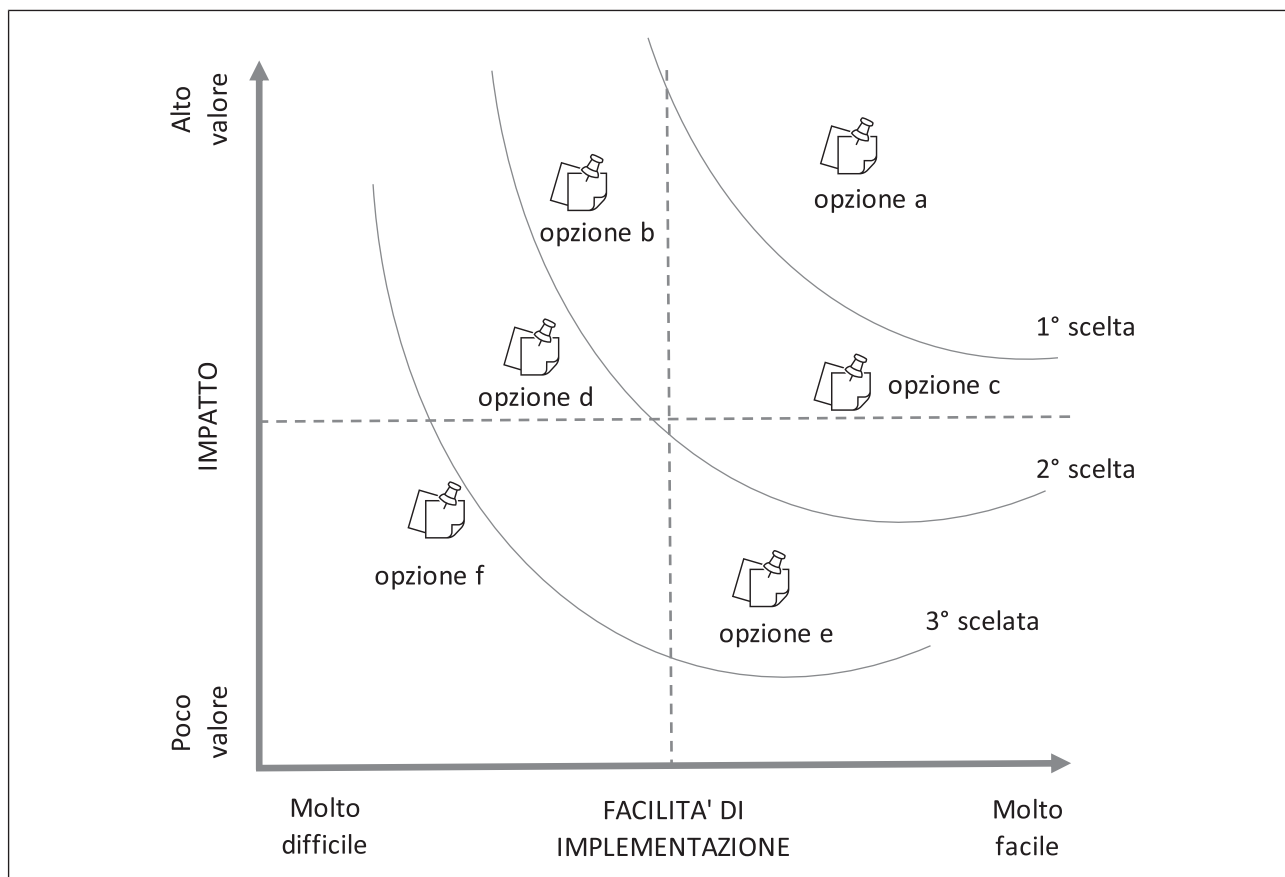 Alto
valore
opzione a
opzione b
1° scelta
opzione c
opzione d
IMPATTO
2° scelta
opzione f
3° scelata
opzione e
Poco
valore
Molto
difficile
FACILITA' DI
IMPLEMENTAZIONE
Molto
facile